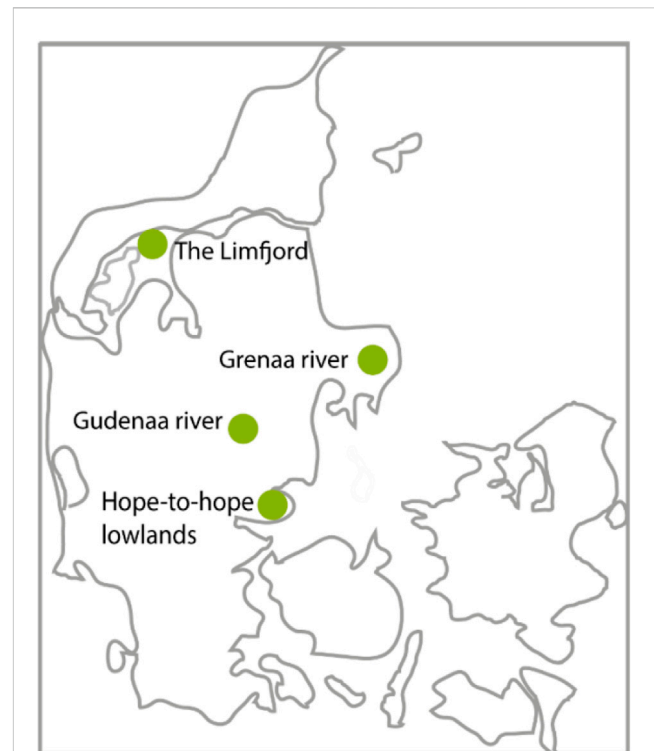 The Limfjord
Grenaa river
Gudenaa river
Hope-to-hope
lowlands